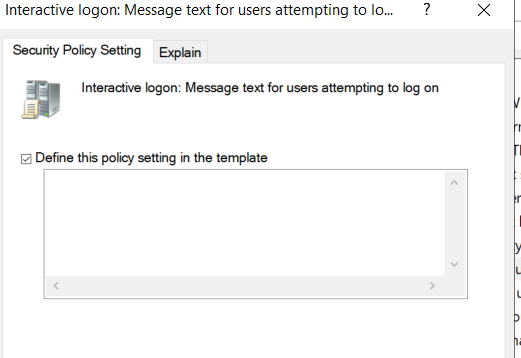 Interactive logon: Message text for users attempting to lo... ?
Security Policy Setting Explain
Interactive logon: Message text for users attempting to log on
Define this policy setting in the template